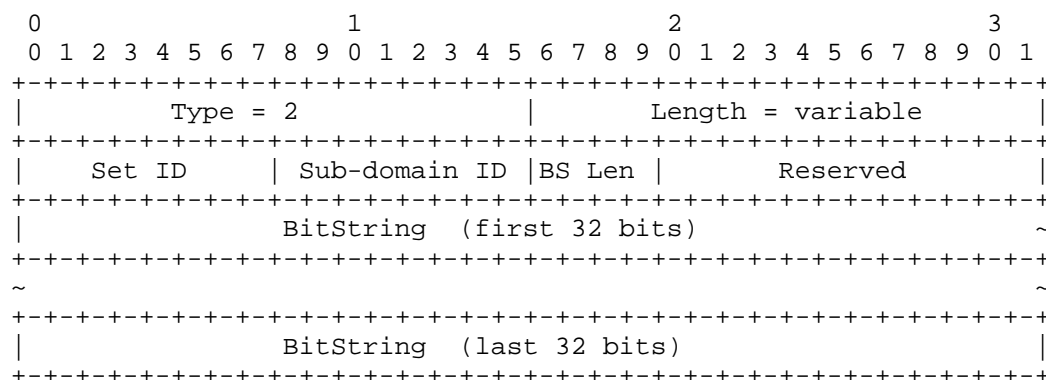 0                   1                   2                   3
 0 1 2 3 4 5 6 7 8 9 0 1 2 3 4 5 6 7 8 9 0 1 2 3 4 5 6 7 8 9 0 1
+-+-+-+-+-+-+-+-+-+-+-+-+-+-+-+-+-+-+-+-+-+-+-+-+-+-+-+-+-+-+-+-+
|         Type = 2              |       Length = variable       |
+-+-+-+-+-+-+-+-+-+-+-+-+-+-+-+-+-+-+-+-+-+-+-+-+-+-+-+-+-+-+-+-+
|    Set ID     | Sub-domain ID |BS Len |       Reserved        |
+-+-+-+-+-+-+-+-+-+-+-+-+-+-+-+-+-+-+-+-+-+-+-+-+-+-+-+-+-+-+-+-+
|                BitString  (first 32 bits)                     ~
+-+-+-+-+-+-+-+-+-+-+-+-+-+-+-+-+-+-+-+-+-+-+-+-+-+-+-+-+-+-+-+-+
~                                                               ~
+-+-+-+-+-+-+-+-+-+-+-+-+-+-+-+-+-+-+-+-+-+-+-+-+-+-+-+-+-+-+-+-+
|                BitString  (last 32 bits)                      |
+-+-+-+-+-+-+-+-+-+-+-+-+-+-+-+-+-+-+-+-+-+-+-+-+-+-+-+-+-+-+-+-+